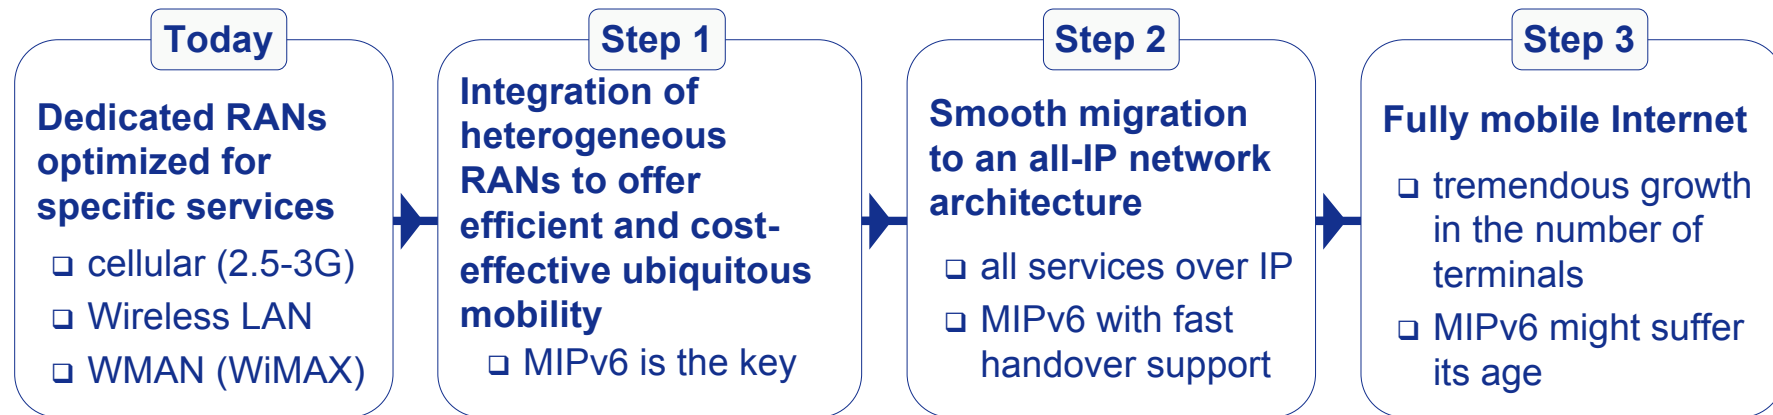 Today
Dedicated RANs
optimized for
specific services
❑ cellular (2.5-3G)
❑ Wireless LAN
❑ WMAN (WiMAX)
Step 1
Integration of
heterogeneous
RANs to offer
efficient and cost-
effective ubiquitous
mobility
❑ MIPv6 is the key
Step 2
Smooth migration
to an all-IP network
architecture
❑ all services over IP
❑ MIPv6 with fast
handover support
Step 3
Fully mobile Internet
❑ tremendous growth
in the number of
terminals
❑ MIPv6 might suffer
its age